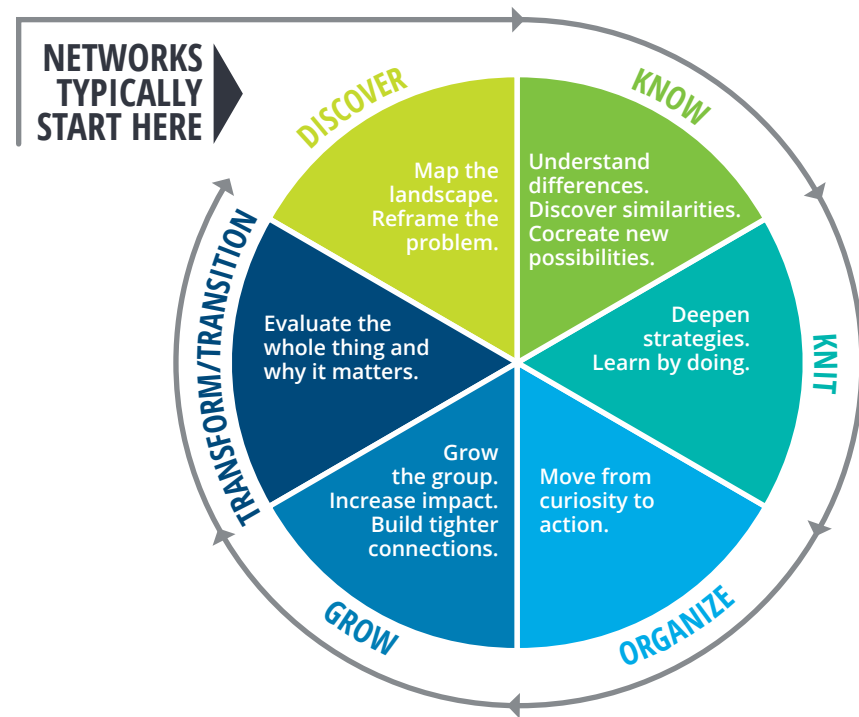 NETWORKS
TYPICALLY
START HERE
DISCOVER
Map the
landscape.
Reframe the
problem.
KNOW
Understand
differences.
Discover similarities.
Cocreate new
possibilities.
KNIT
Deepen
strategies.
Learn by doing.
ORGANIZE
Move from
curiosity to
action.
GROW
Grow
the group.
Increase impact.
Build tighter
connections.
TRANSFORM/TRANSITION
Evaluate the
whole thing and
why it matters.